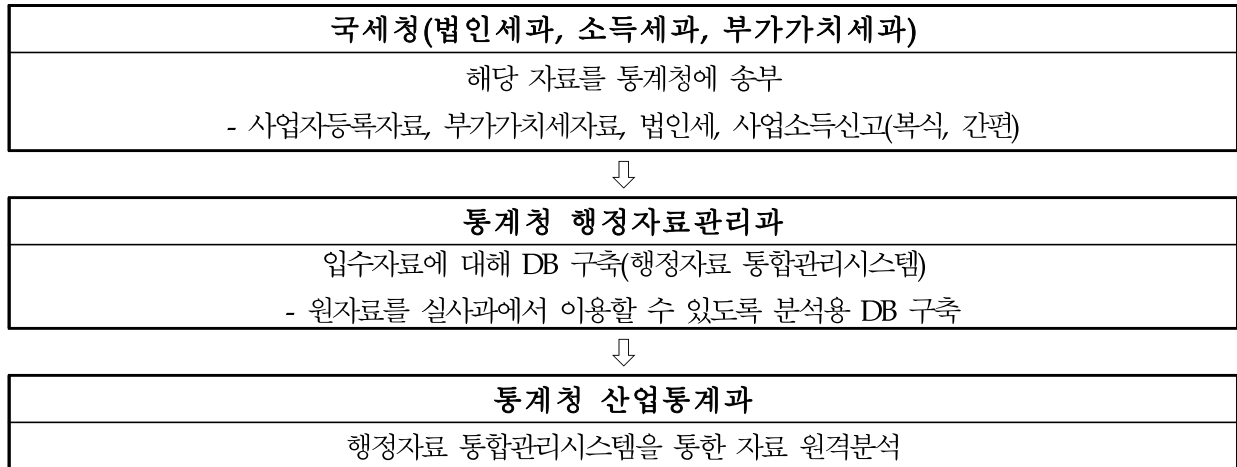 국세청(법인세과, 소득세과, 부가가치세과)
해당 자료를 통계청에 송부
- 사업자등록자료, 부가가치세자료, 법인세, 사업소득신고(복식, 간편)
⇩
통계청 행정자료관리과
입수자료에 대해 DB 구축(행정자료 통합관리시스템)
- 원자료를 실사과에서 이용할 수 있도록 분석용 DB 구축
⇩
통계청 산업통계과
행정자료 통합관리시스템을 통한 자료 원격분석